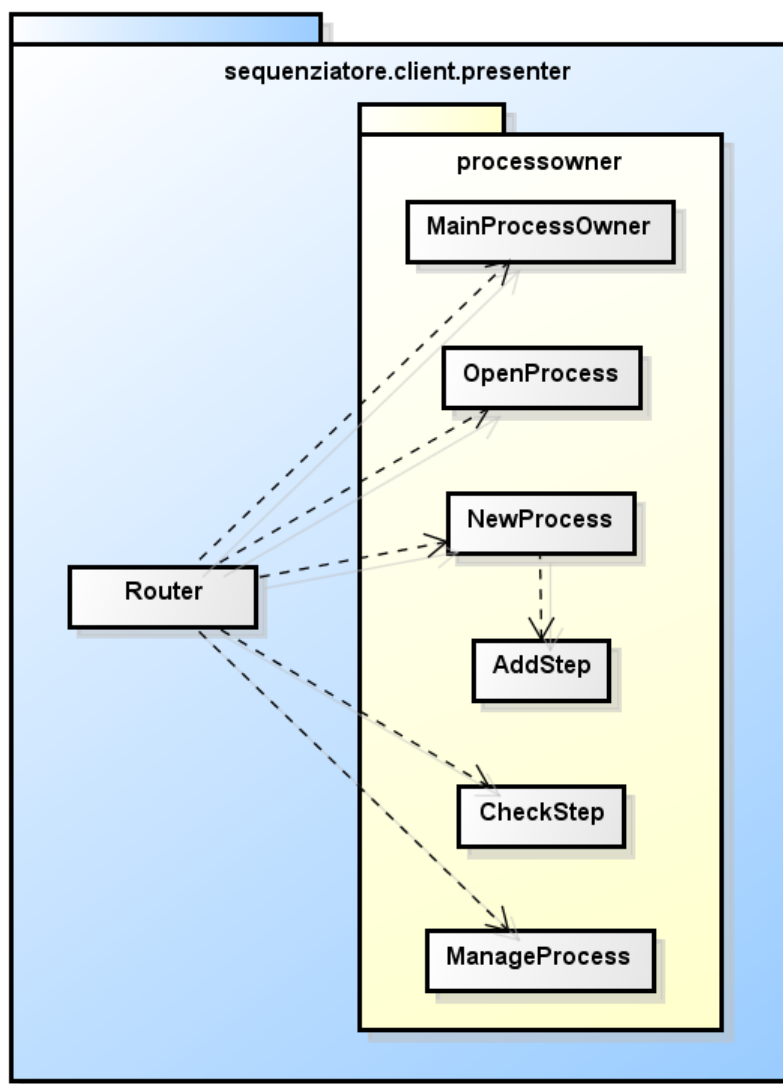 sequenziatore.client.presenter
processowner
MainProcessOwner
OpenProcess
NewProcess
Router
AddStep
CheckStep
ManageProcess